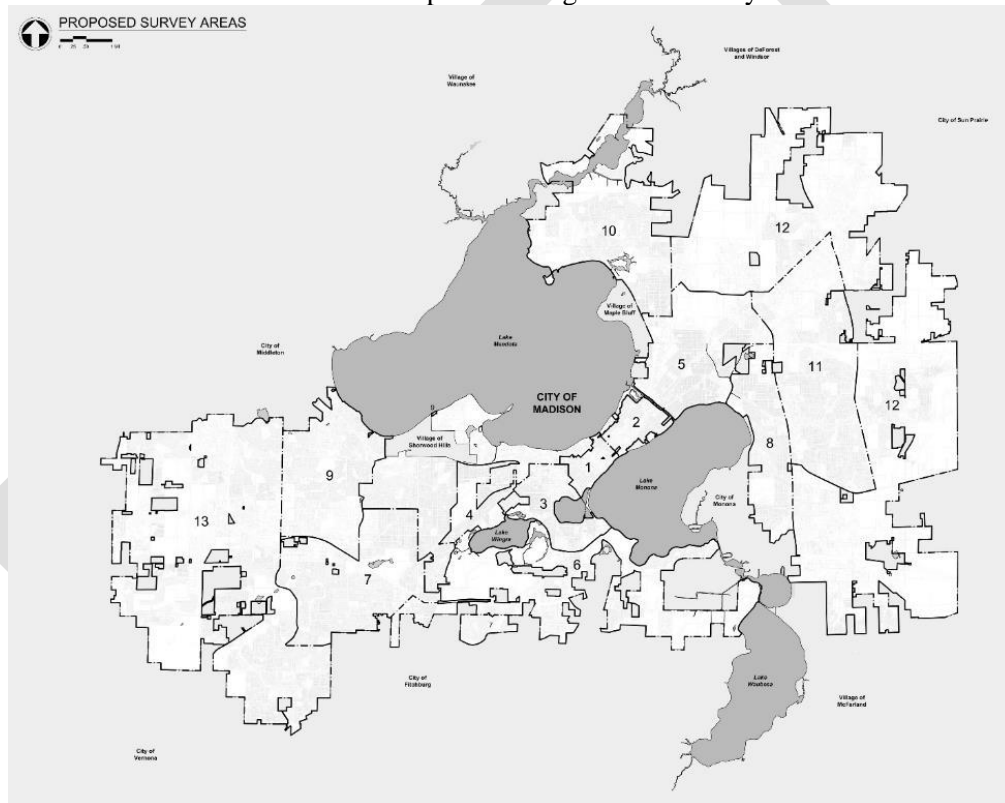 PROPOSED SURVEY AREAS
Villages of DeForest
and Windsor
Village of
Waunakee
City of Sun Prairie
12
10
Village of
Maple Bluff
Lake
Mendota
City of
Middleton
5
11
CITY OF
MADISON
12
2
8
Village of
Shorewood Hills
9
1
Lake
Monona
City of
Monona
3
4
13
Lake
Wingra
6
7
City of
Fitchburg
Lake
Waubesa
Village of
McFarland
City of
Verona